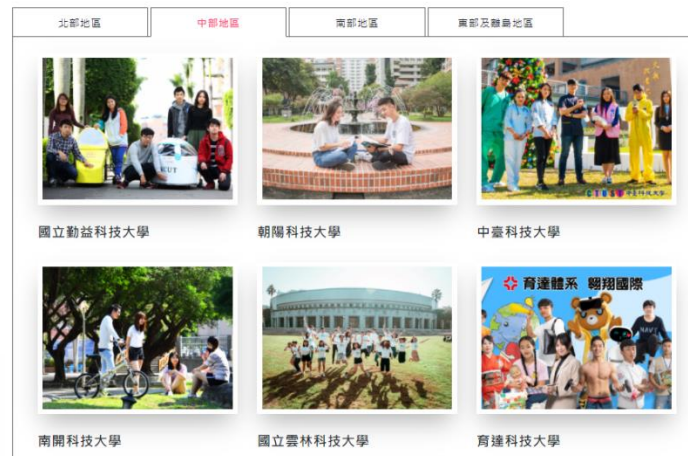 北部地區
中部地區
南部地區
東部及離島地區
國立勤益科技大學
朝陽科技大學
中臺科技大學
育達體系 翱翔國際
NAVY
南開科技大學
國立雲林科技大學
育達科技大學